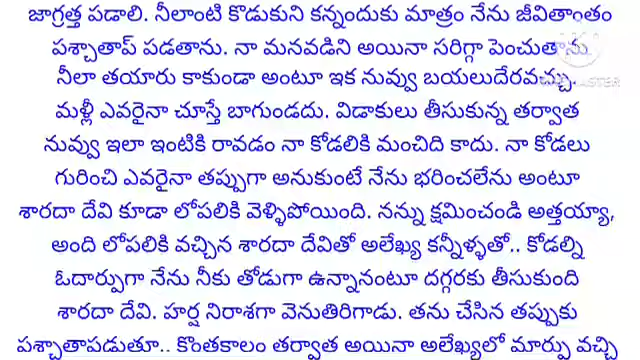 జాగ్రత్త పడాలి. నీలాంటి కొడుకుని కన్నందుకు మాత్రం నేను జీవితాంతం
పశ్చాతాప్ పడతాను. నా మనవడిని అయినా సరిగ్గా పెంచుతాను
నీలా తయారు కాకుండా అంటూ ఇక నువ్వు బయలుదేరవచ్చు.
మళ్లీ ఎవరైనా చూస్తే బాగుండదు. విడాకులు తీసుకున్న తర్వాత
నువ్వు ఇలా ఇంటికి రావడం నా కోడలికి మంచిది కాదు. నా కోడలు
గురించి ఎవరైనా తప్పుగా అనుకుంటే నేను భరించలేను అంటూ
శారదా దేవి కూడా లోపలికి వెళ్ళిపోయింది. నన్ను క్షమించండి అత్తయ్యా,
అంది లోపలికి వచ్చిన శారదా దేవితో అలేఖ్య కన్నీళ్ళతో.. కోడల్ని
ఓదార్పుగా నేను నీకు తోడుగా ఉన్నానంటూ దగ్గరకు తీసుకుంది
శారదా దేవి. హర్ష నిరాశగా వెనుతిరిగాడు. తను చేసిన తప్పుకు
పశ్చాతాపడుతూ.. కొంతకాలం తర్వాత అయినా అలేఖ్యలో మార్పు వచ్చి